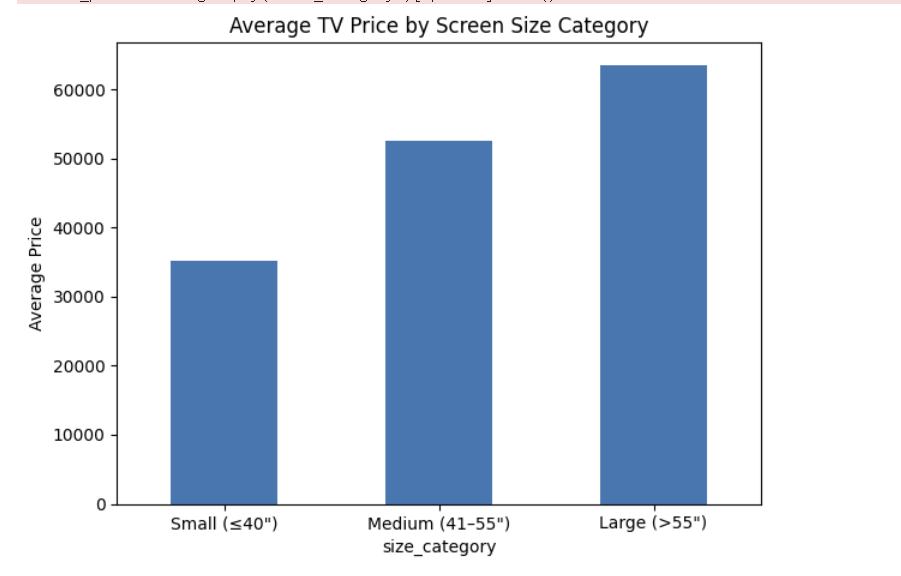 Average TV Price by Screen Size Category
60000
50000
40000
30000
20000
10000
0
Average Price
Small (≤40")
Medium (41–55")
Large (>55")
size_category